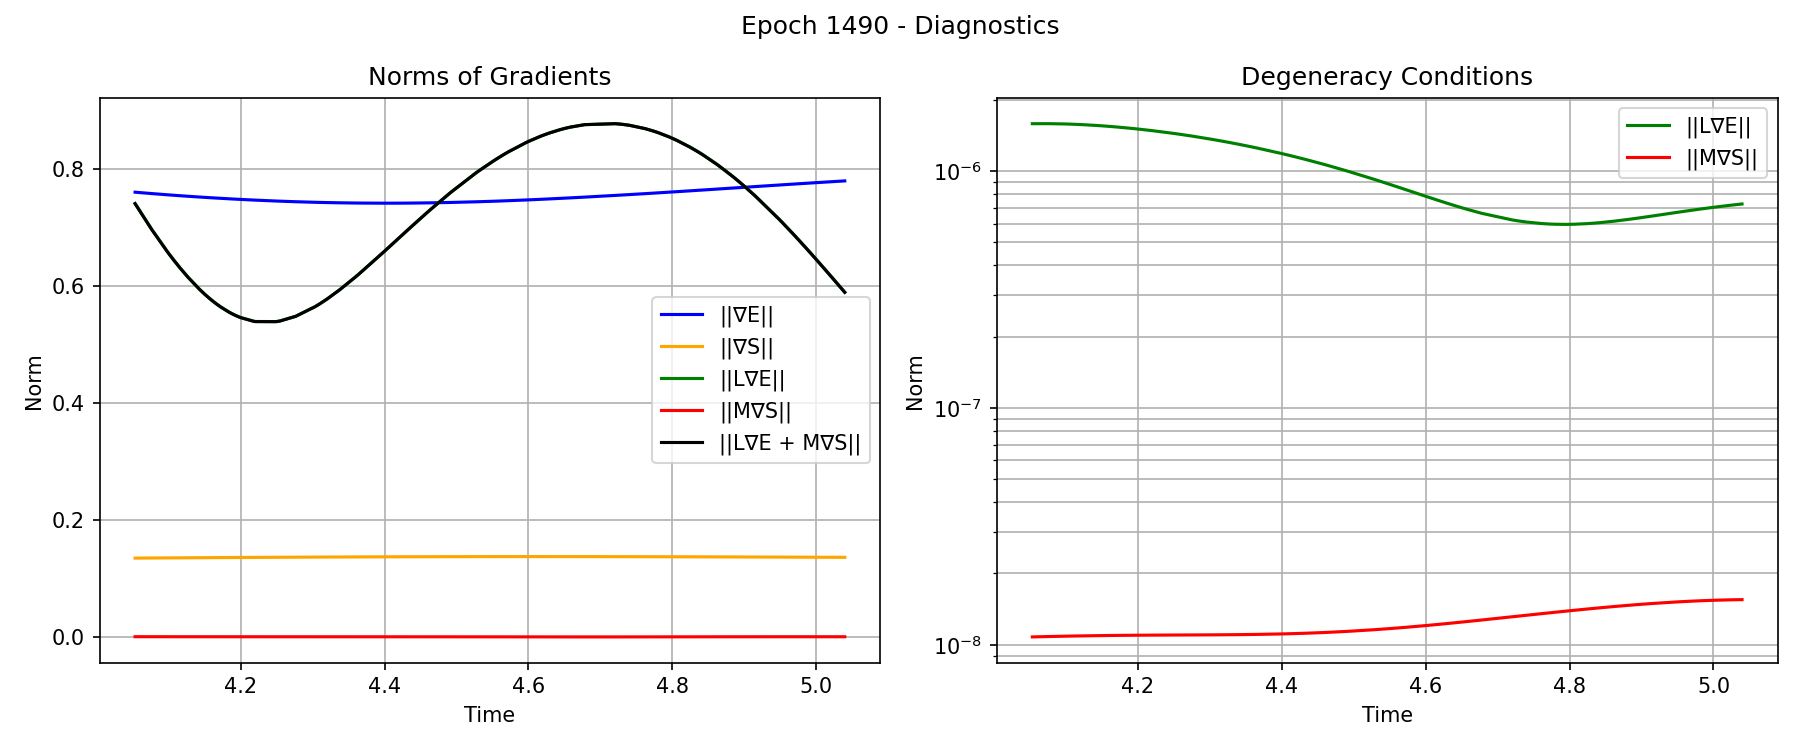 Epoch 1490 - Diagnostics
Norms of Gradients
Norm
0.8
0.6
0.4
0.2
0.0
||∇E||
||∇S||
||L∇E||
||M∇S||
||L∇E + M∇S||
4.2
4.4
4.6
4.8
5.0
Time
Degeneracy Conditions
Norm
10⁻⁶
10⁻⁷
10⁻⁸
||L∇E||
||M∇S||
4.2
4.4
4.6
4.8
5.0
Time